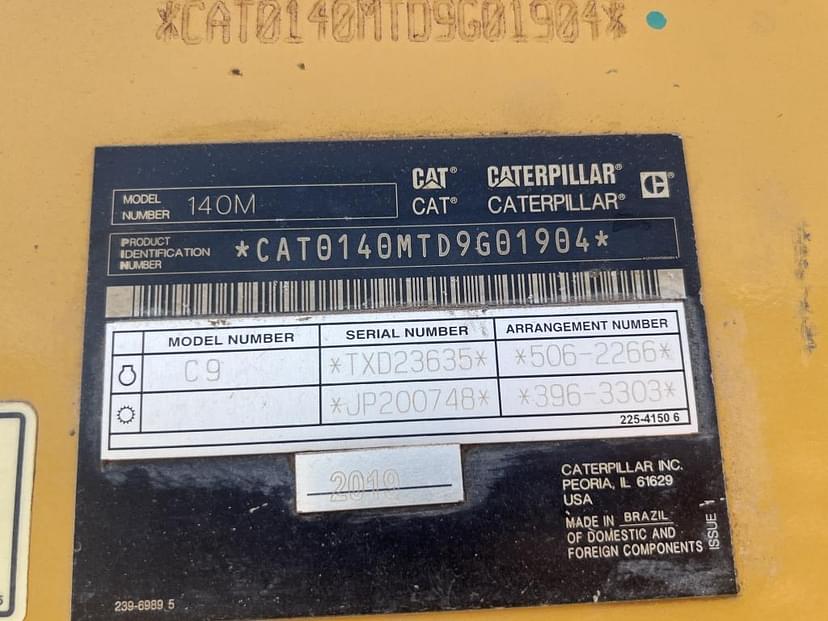 *CAT0140MTD9G01904*
CAT® CATERPILLAR®
MODEL NUMBER 140M
CAT® CATERPILLAR®
PRODUCT IDENTIFICATION NUMBER *CAT0140MTD9G01904*
MODEL NUMBER SERIAL NUMBER ARRANGEMENT NUMBER
C9 *TXD23635* *506-2266*
*JP200748* *396-3303*
225-4150 6
CATERPILLAR INC.
PEORIA, IL 61629
USA
MADE IN BRAZIL
OF DOMESTIC AND
FOREIGN COMPONENTS
ISSUE 1
239-6989 5